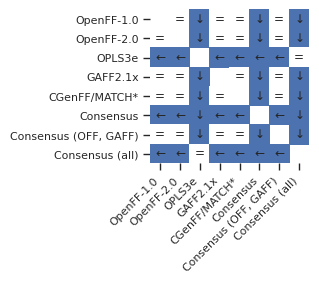 OpenFF-1.0 = ↓ = = ↓ = ↓
OpenFF-2.0 = ↓ = = ↓ = ↓
OPLS3e ← ← ← ← ← ← =
GAFF2.1x = = ↓ = ↓ = ↓
CGenFF/MATCH* = = ↓ = ↓ = ↓
Consensus ← ← ↓ ← ← ← ↓
Consensus (OFF, GAFF) = = ↓ = = ↓ ↓
Consensus (all) ← ← = ← ← ← ←
OpenFF-1.0
OpenFF-2.0
OPLS3e
GAFF2.1x
CGenFF/MATCH*
Consensus
Consensus (OFF, GAFF)
Consensus (all)